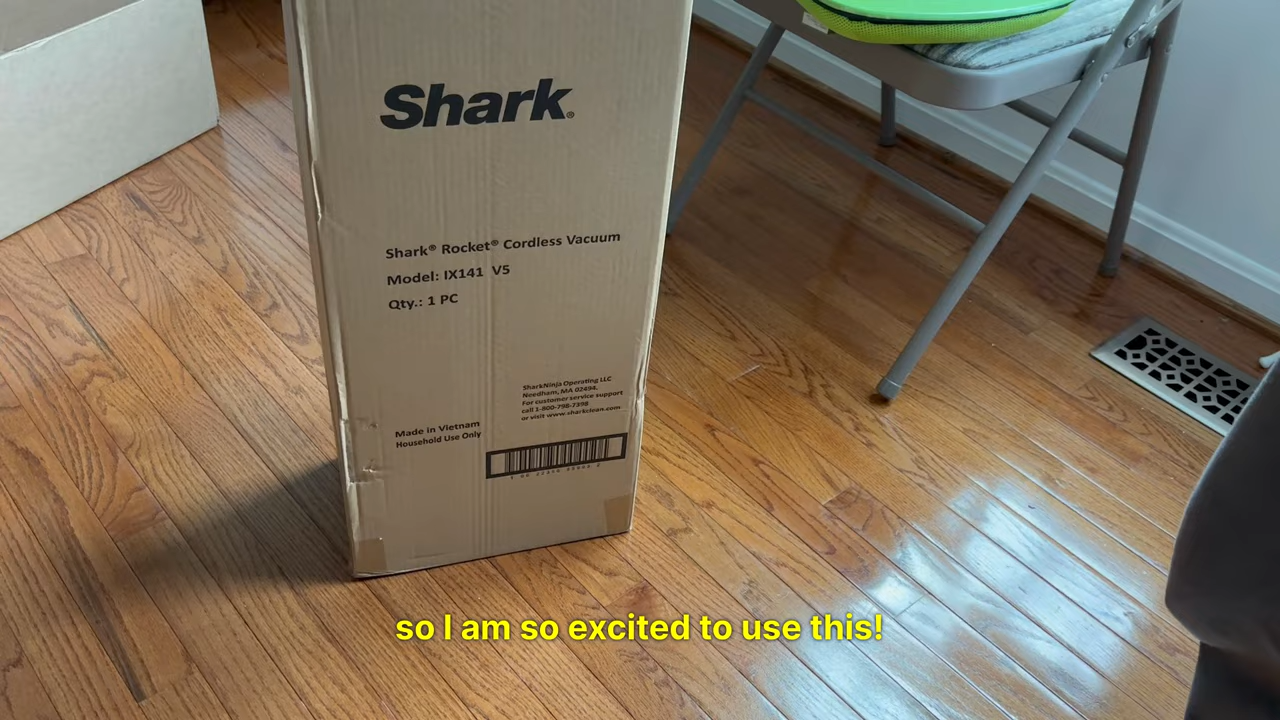 Shark®
Shark® Rocket® Cordless Vacuum
Model: IX141 V5
Qty.: 1 PC
SharkNinja Operating LLC
Needham, MA 02494.
For customer service support
call 1-800-798-7398
or visit www.sharkclean.com.
Made in Vietnam
Household Use Only
so I am so excited to use this!